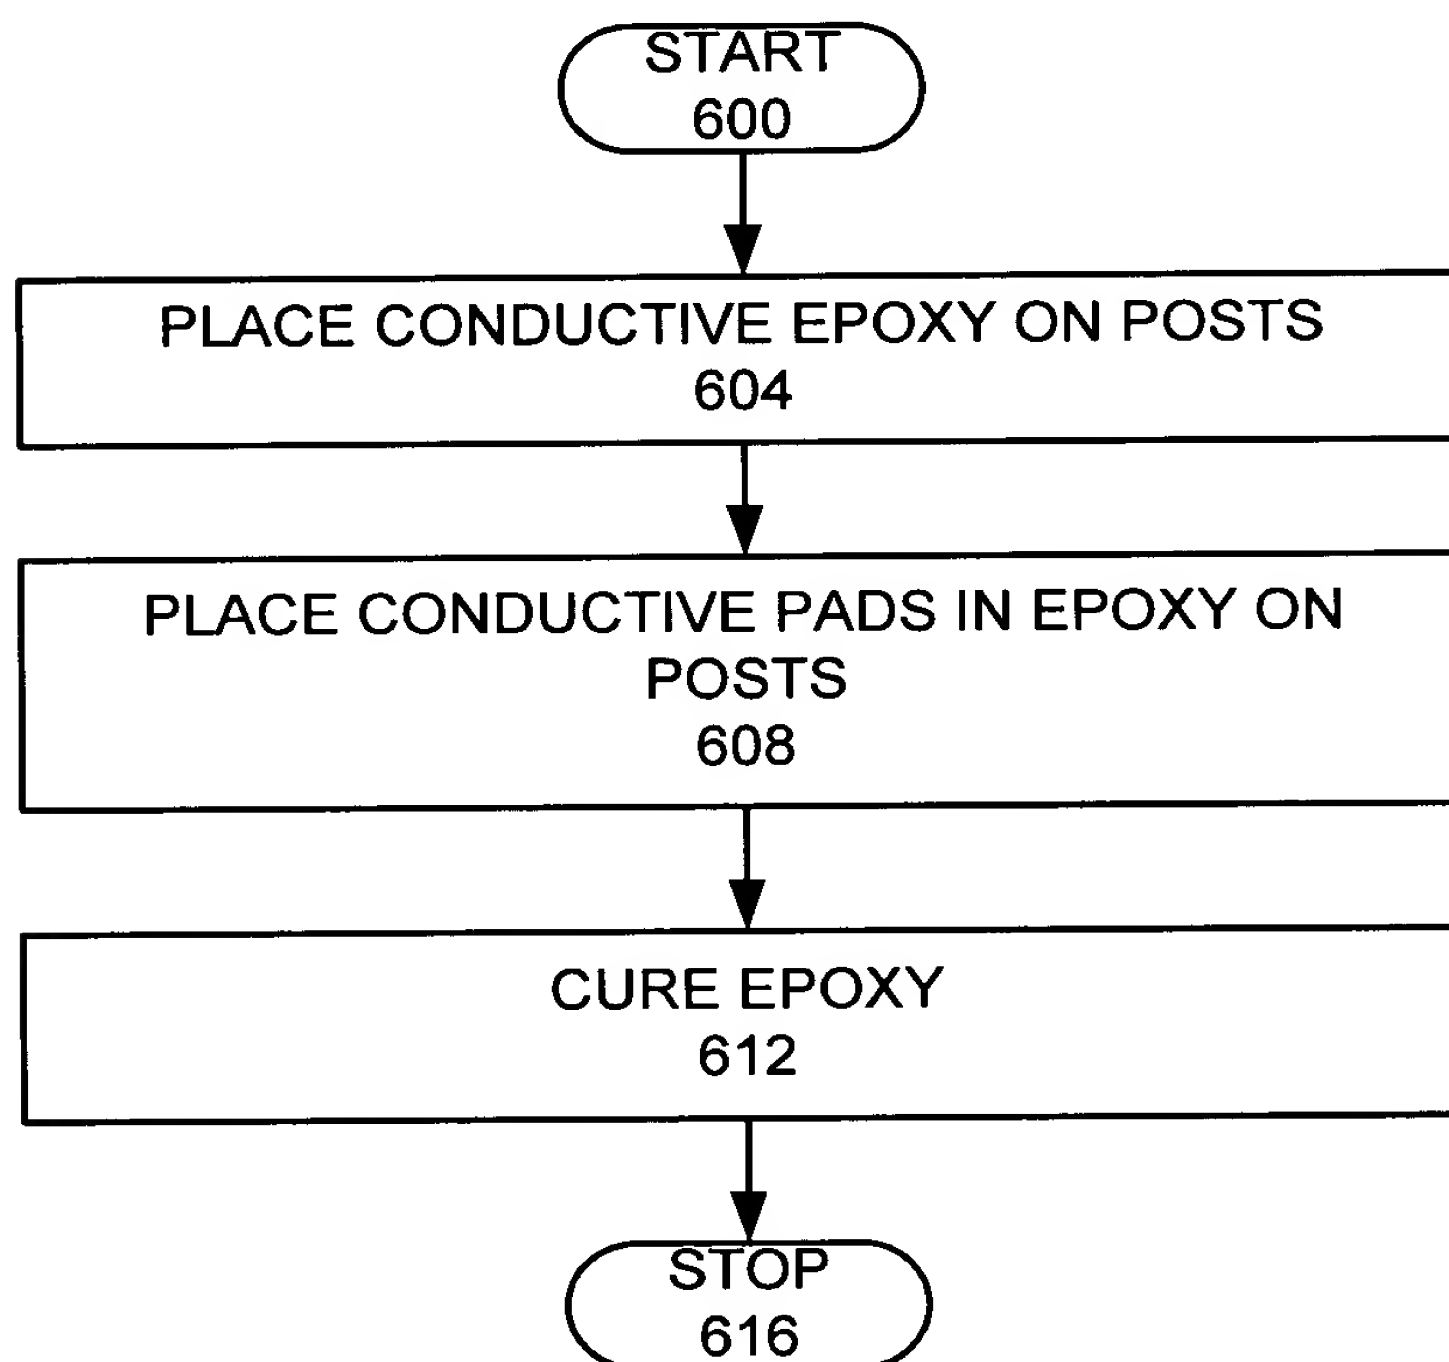 START
600
PLACE CONDUCTIVE EPOXY ON POSTS
604
PLACE CONDUCTIVE PADS IN EPOXY ON
POSTS
608
CURE EPOXY
612
STOP
616